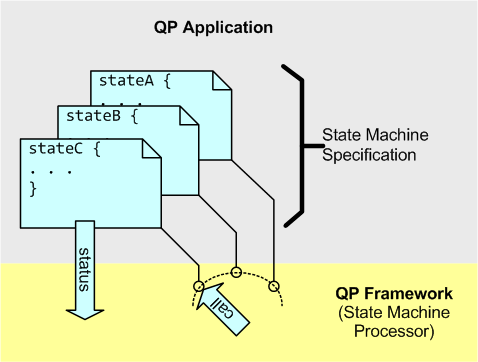 QP Application
stateA {
. . .
stateB {
stateC {
. . .
}
State Machine
Specification
status
call
QP Framework
(State Machine
Processor)